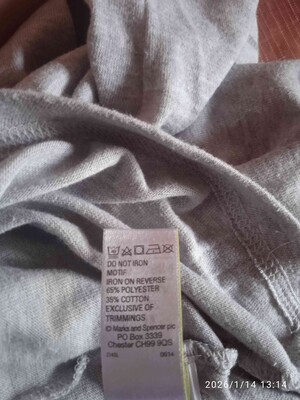 DO NOT IRON
MOTIF
IRON ON REVERSE
65% POLYESTER
35% COTTON
EXCLUSIVE OF
TRIMMINGS
© Marks and Spencer plc
PO Box 3339
Chester CH99 9QS
0614
2026/1/14 13:14